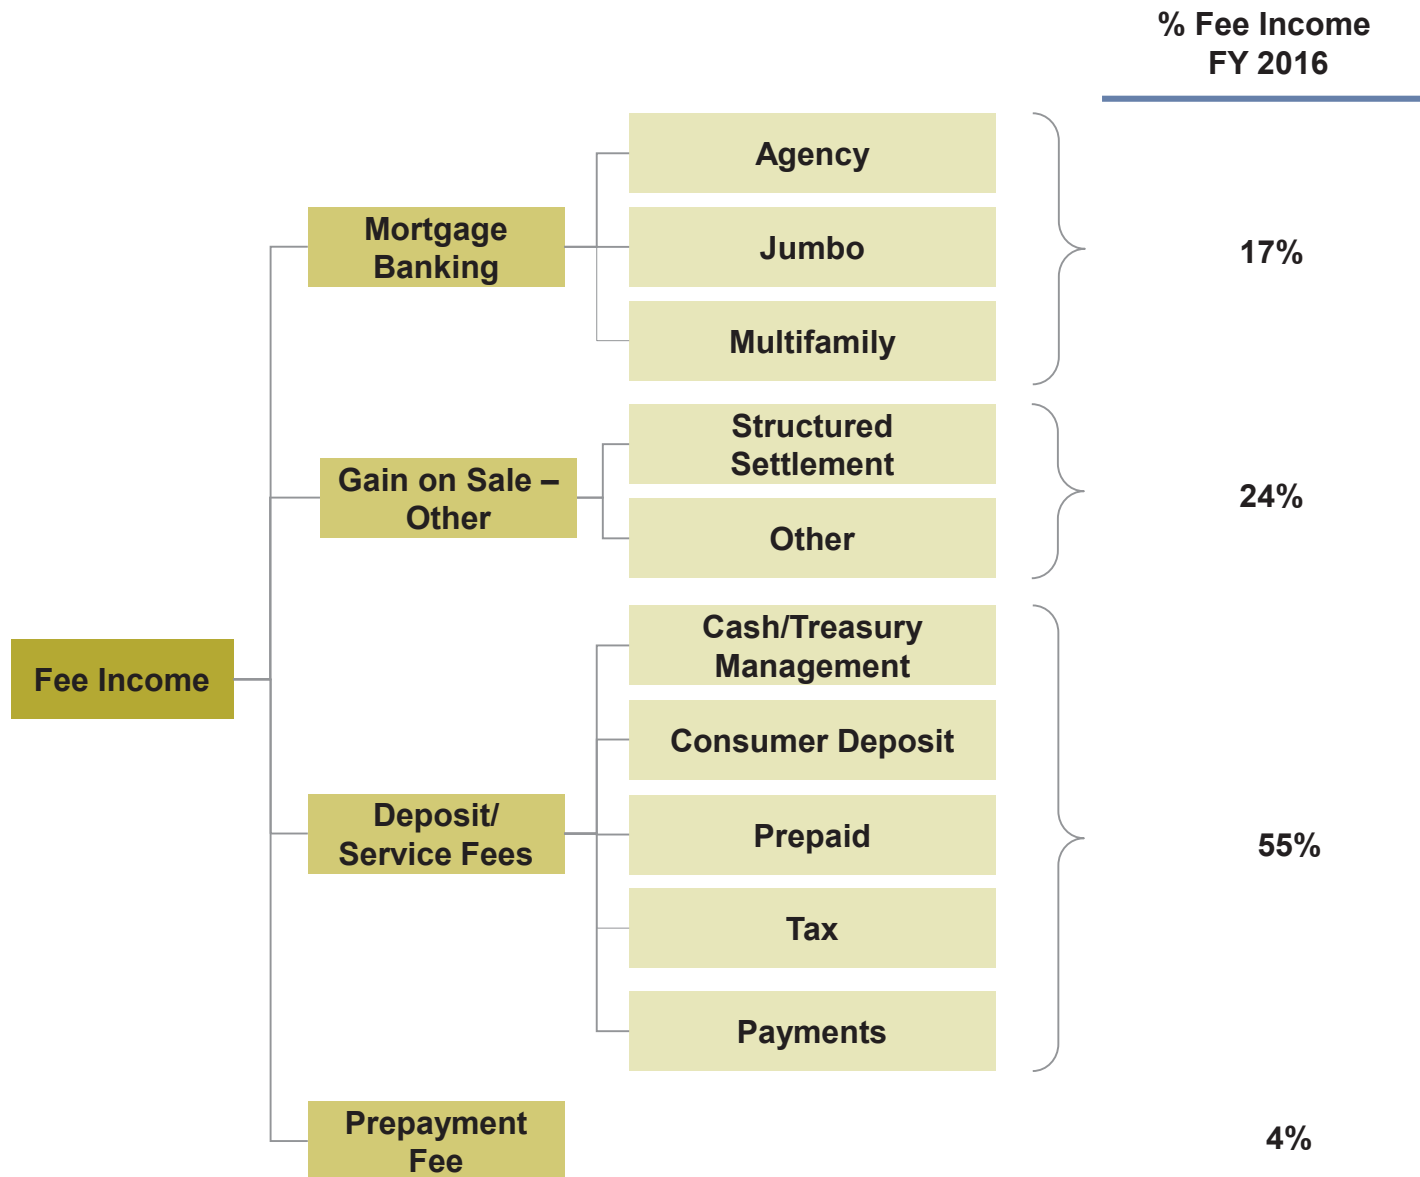 % Fee Income
FY 2016
Agency
Mortgage
Banking
Jumbo
17%
Multifamily
Structured
Settlement
Gain on Sale –
Other
24%
Other
Cash/Treasury
Management
Fee Income
Consumer Deposit
Deposit/
Service Fees
Prepaid
55%
Tax
Payments
Prepayment
Fee
4%